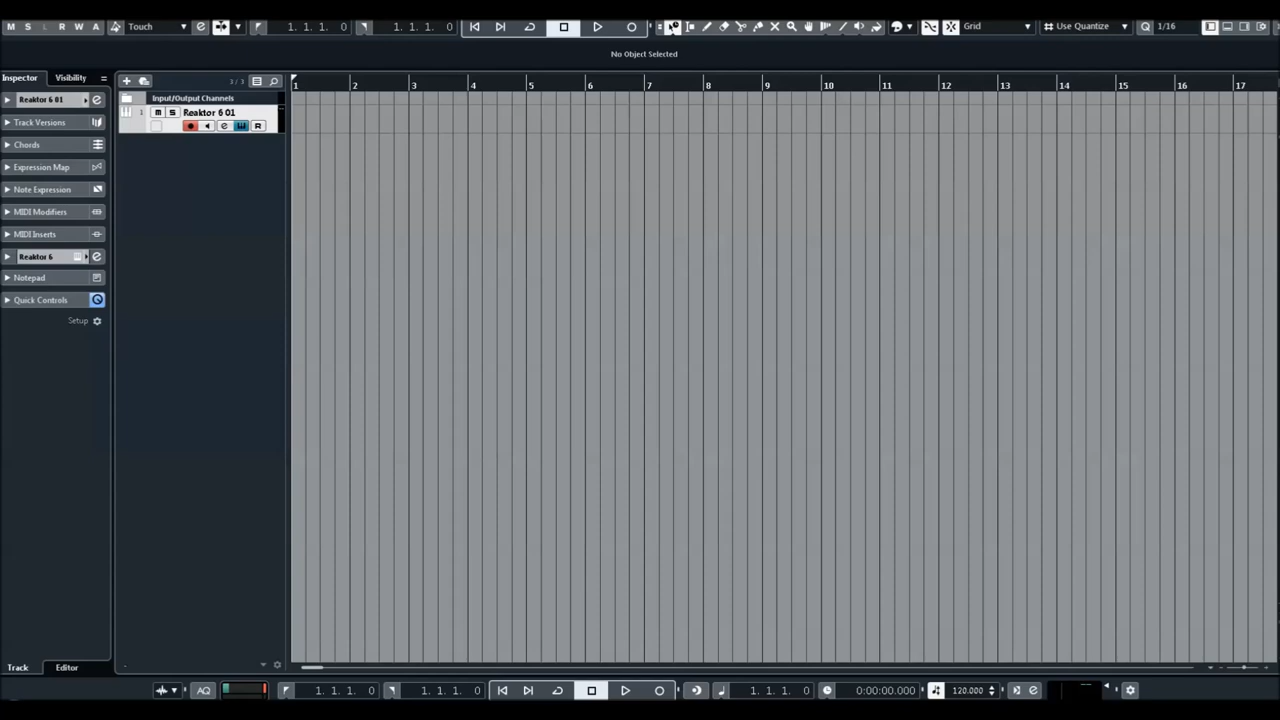 M S L R W A Touch 1. 1. 1. 0 1. 1. 1. 0 Grid Use Quantize 1/16
No Object Selected
Inspector Visibility
3 / 3
1 2 3 4 5 6 7 8 9 10 11 12 13 14 15 16 17
Reaktor 6 01
Input/Output Channels
1 m S Reaktor 6 01
e R
Track Versions
Chords
Expression Map
Note Expression
MIDI Modifiers
MIDI Inserts
Reaktor 6
Notepad
Quick Controls
Setup
Track Editor
AQ 1. 1. 1. 0 1. 1. 1. 0 1. 1. 1. 0 0:00:00.000 120.000